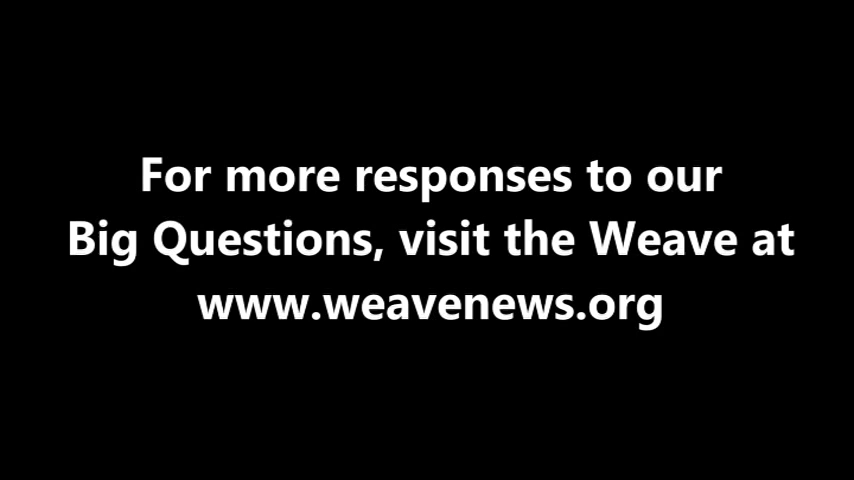 For more responses to our
Big Questions, visit the Weave at
www.weavenews.org